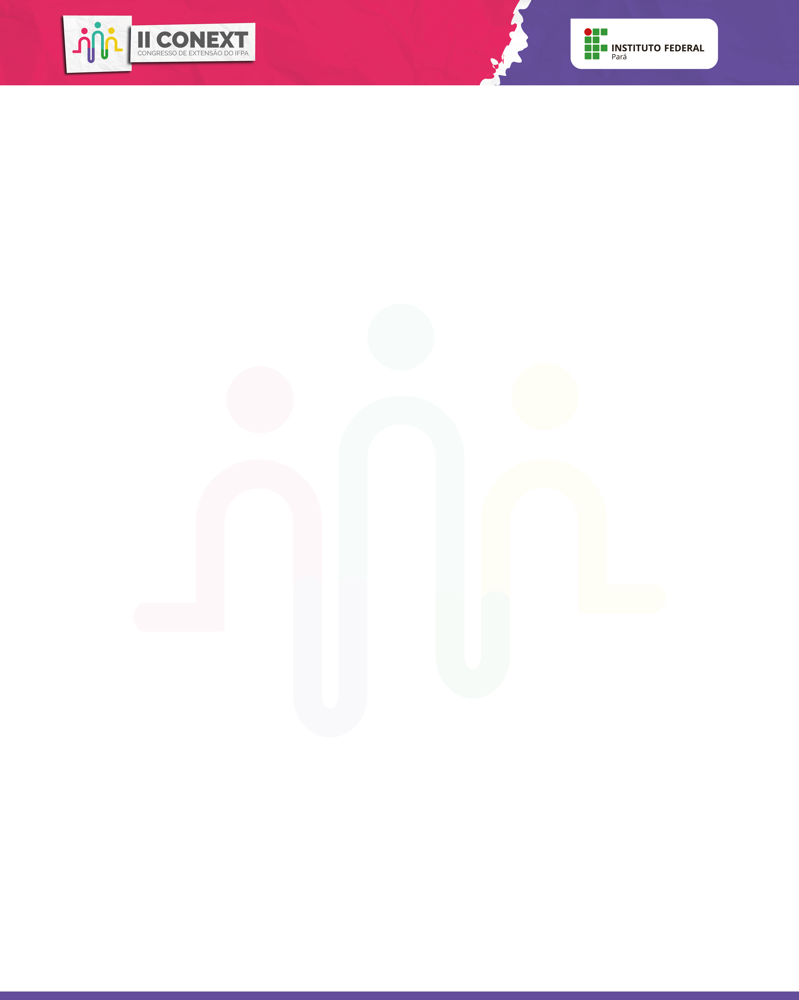 II CONEXT
CONGRESSO DE EXTENSÃO DO IFPA
INSTITUTO FEDERAL
Pará